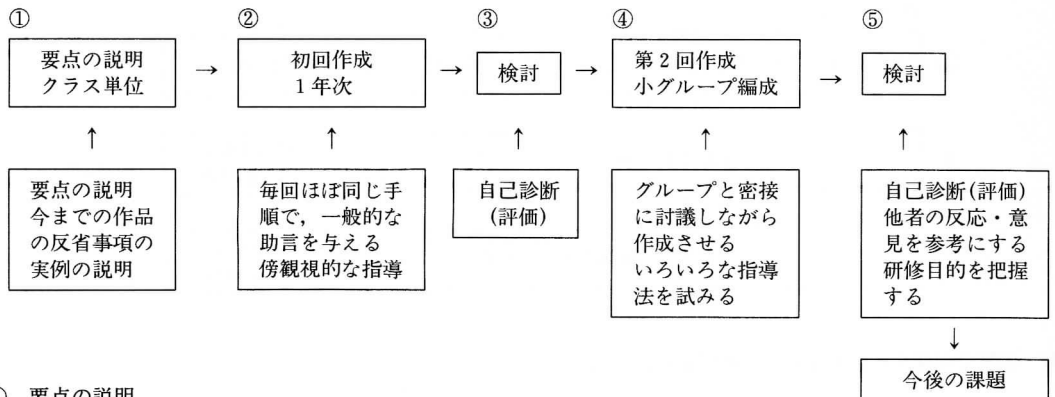 ①
要点の説明
クラス単位
→
②
初回作成
1年次
→
③
検討
→
④
第2回作成
小グループ編成
→
⑤
検討
↑
↑
↑
↑
↑
要点の説明
今までの作品
の反省事項の
実例の説明
毎回ほぼ同じ手
順で，一般的な
助言を与える
傍観視的な指導
自己診断
(評価)
グループと密接
に討議しながら
作成させる
いろいろな指導
法を試みる
自己診断(評価)
他者の反応・意
見を参考にする
研修目的を把握
する
↓
今後の課題
要点の説明